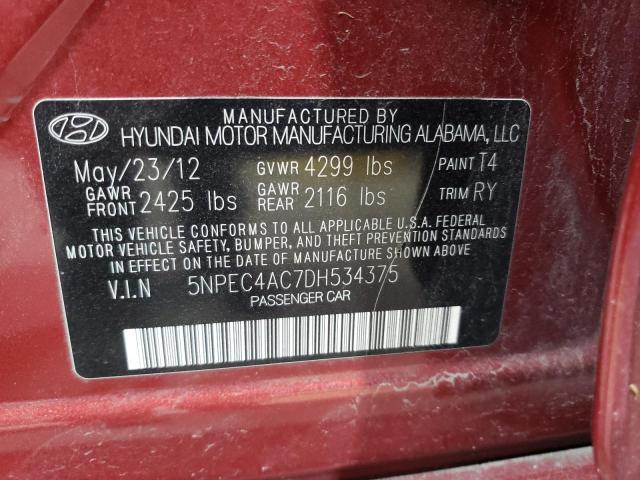 MANUFACTURED BY
HYUNDAI MOTOR MANUFACTURING ALABAMA, LLC
May/23/12 GVWR 4299 lbs PAINT T4
GAWR FRONT 2425 lbs GAWR REAR 2116 lbs TRIM RY
THIS VEHICLE CONFORMS TO ALL APPLICABLE U.S.A. FEDERAL
MOTOR VEHICLE SAFETY, BUMPER, AND THEFT PREVENTION STANDARDS
IN EFFECT ON THE DATE OF MANUFACTURE SHOWN ABOVE
V.I.N 5NPEC4AC7DH534375
PASSENGER CAR